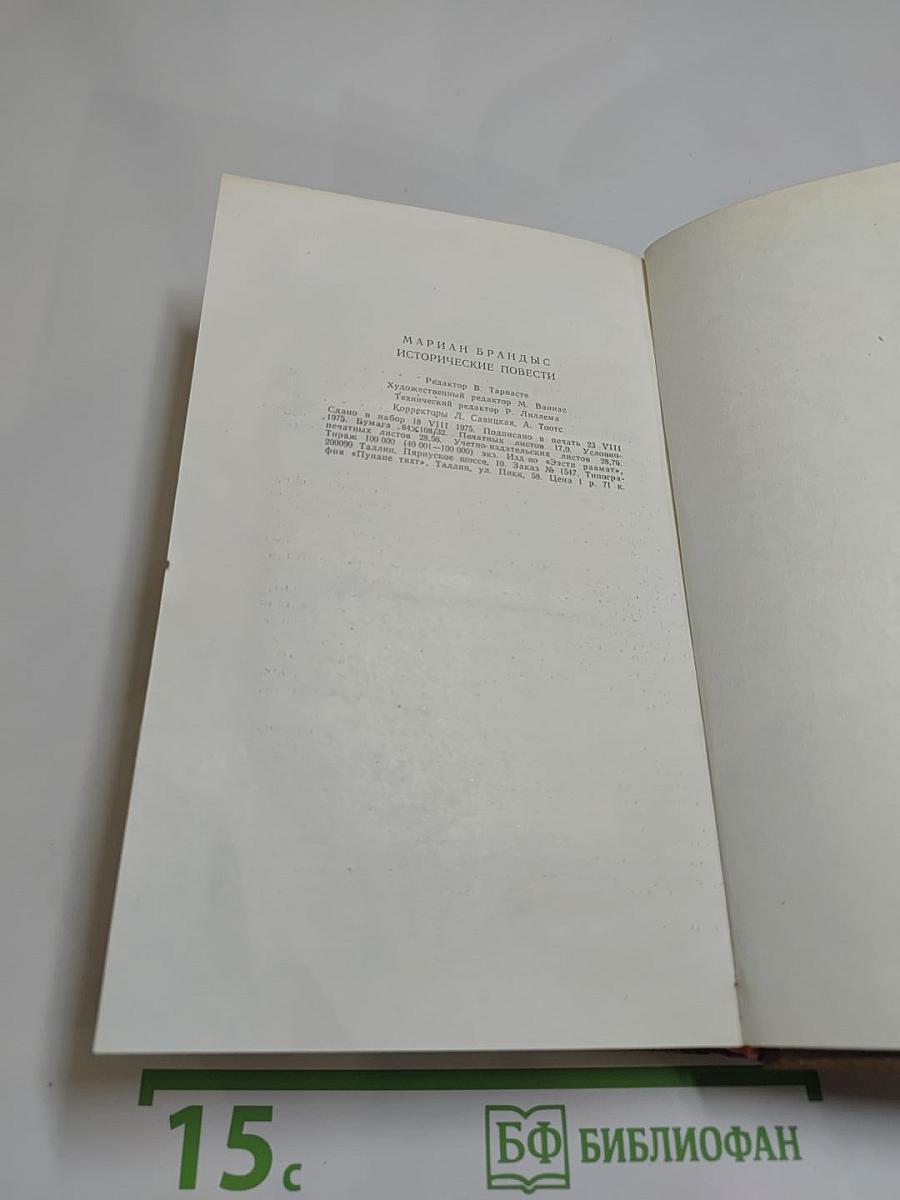 МАРИАН БРАНДЫС
ИСТОРИЧЕСКИЕ ПОВЕСТИ
Редактор В. Тарнасте
Художественный редактор М. Ваннас
Технический редактор Р. Лиллема
Корректоры Л. Савицкая, А. Тоотс
Сдано в набор 18 VIII 1975. Подписано в печать 23 VIII
1975. Бумага 84×108/32. Печатных листов 17,0. Условно-
печатных листов 28,56. Учетно-издательских листов 28,76.
Тираж 100 000 (40 001—100 000) экз. Изд-во «Ээсти раамат»,
200090 Таллин, Пярнуское шоссе, 10. Заказ № 1547. Типогра-
фия «Пунане тяхт», Таллин, ул. Пикк, 58. Цена 1 р. 71 к.
15 с
БФ БИБЛИОФАН